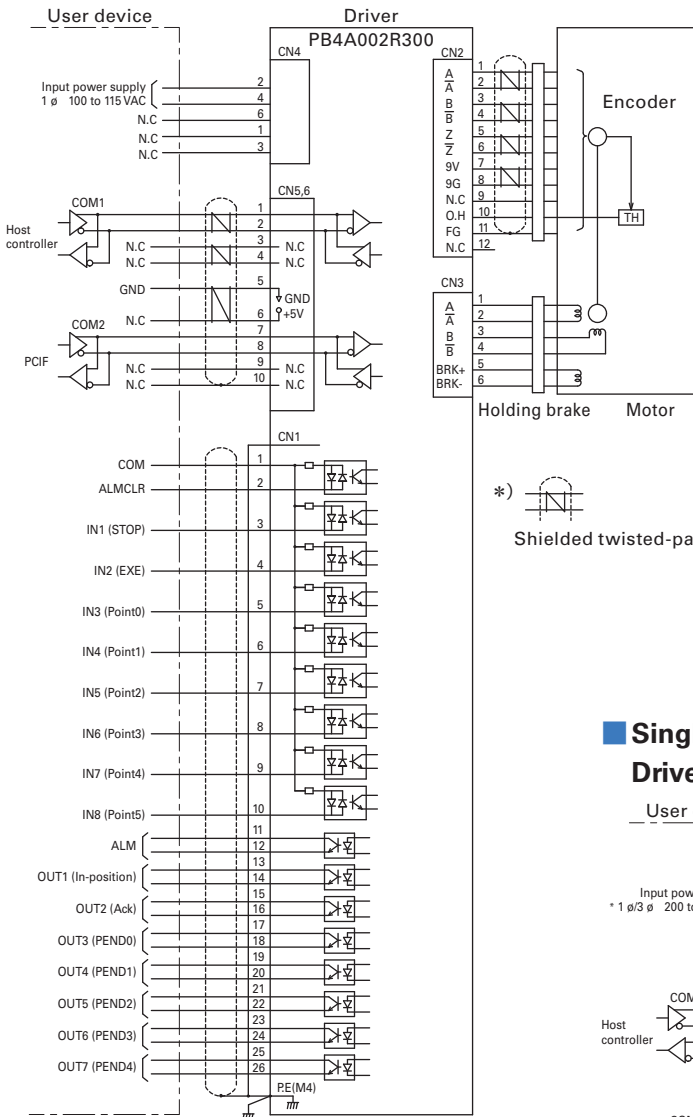 User device
Driver
PB4A002R300
CN4
Input power supply
1 ø 100 to 115 VAC
N.C
N.C
N.C
2
4
6
1
3
CN2
A
A̅
B
B̅
Z
Z̅
9V
9G
N.C
O.H
FG
N.C
1
2
3
4
5
6
7
8
9
10
11
12
Encoder
TH
CN5,6
COM1
Host
controller
N.C
N.C
GND
N.C
COM2
PCIF
N.C
N.C
1
2
3
4
5
6
7
8
9
10
N.C
N.C
GND
+5V
N.C
N.C
CN3
A
A̅
B
B̅
BRK+
BRK-
1
2
3
4
5
6
Holding brake
Motor
*)
Shielded twisted-pa
CN1
COM 1
ALMCLR 2
IN1 (STOP) 3
IN2 (EXE) 4
IN3 (Point0) 5
IN4 (Point1) 6
IN5 (Point2) 7
IN6 (Point3) 8
IN7 (Point4) 9
IN8 (Point5) 10
ALM 11 12
OUT1 (In-position) 13 14
OUT2 (Ack) 15 16
OUT3 (PEND0) 17 18
OUT4 (PEND1) 19 20
OUT5 (PEND2) 21 22
OUT6 (PEND3) 23 24
OUT7 (PEND4) 25 26
P.E(M4)
Sing
Drive
User
Input pow
* 1 ø/3 ø 200 to
COM
Host
controller